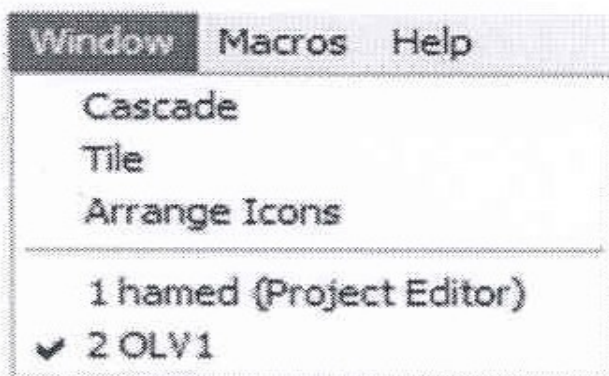 Window Macros Help
Cascade
Tile
Arrange Icons
1 hamed (Project Editor)
2 OLV1